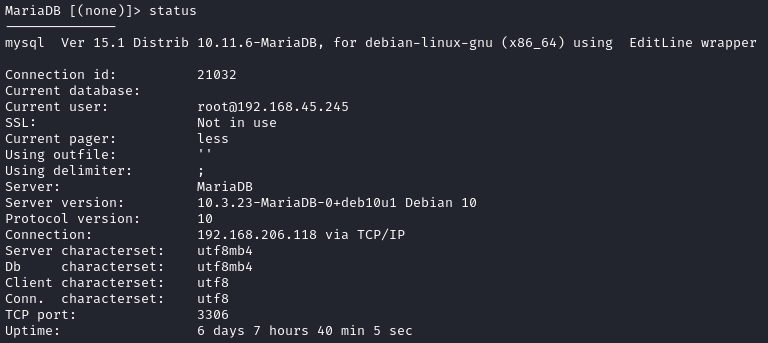 MariaDB [(none)]> status
--------------
mysql  Ver 15.1 Distrib 10.11.6-MariaDB, for debian-linux-gnu (x86_64) using  EditLine wrapper

Connection id:          21032
Current database:
Current user:           root@192.168.45.245
SSL:                    Not in use
Current pager:          less
Using outfile:          ''
Using delimiter:        ;
Server:                 MariaDB
Server version:         10.3.23-MariaDB-0+deb10u1 Debian 10
Protocol version:       10
Connection:             192.168.206.118 via TCP/IP
Server characterset:    utf8mb4
Db     characterset:    utf8mb4
Client characterset:    utf8
Conn.  characterset:    utf8
TCP port:               3306
Uptime:                 6 days 7 hours 40 min 5 sec